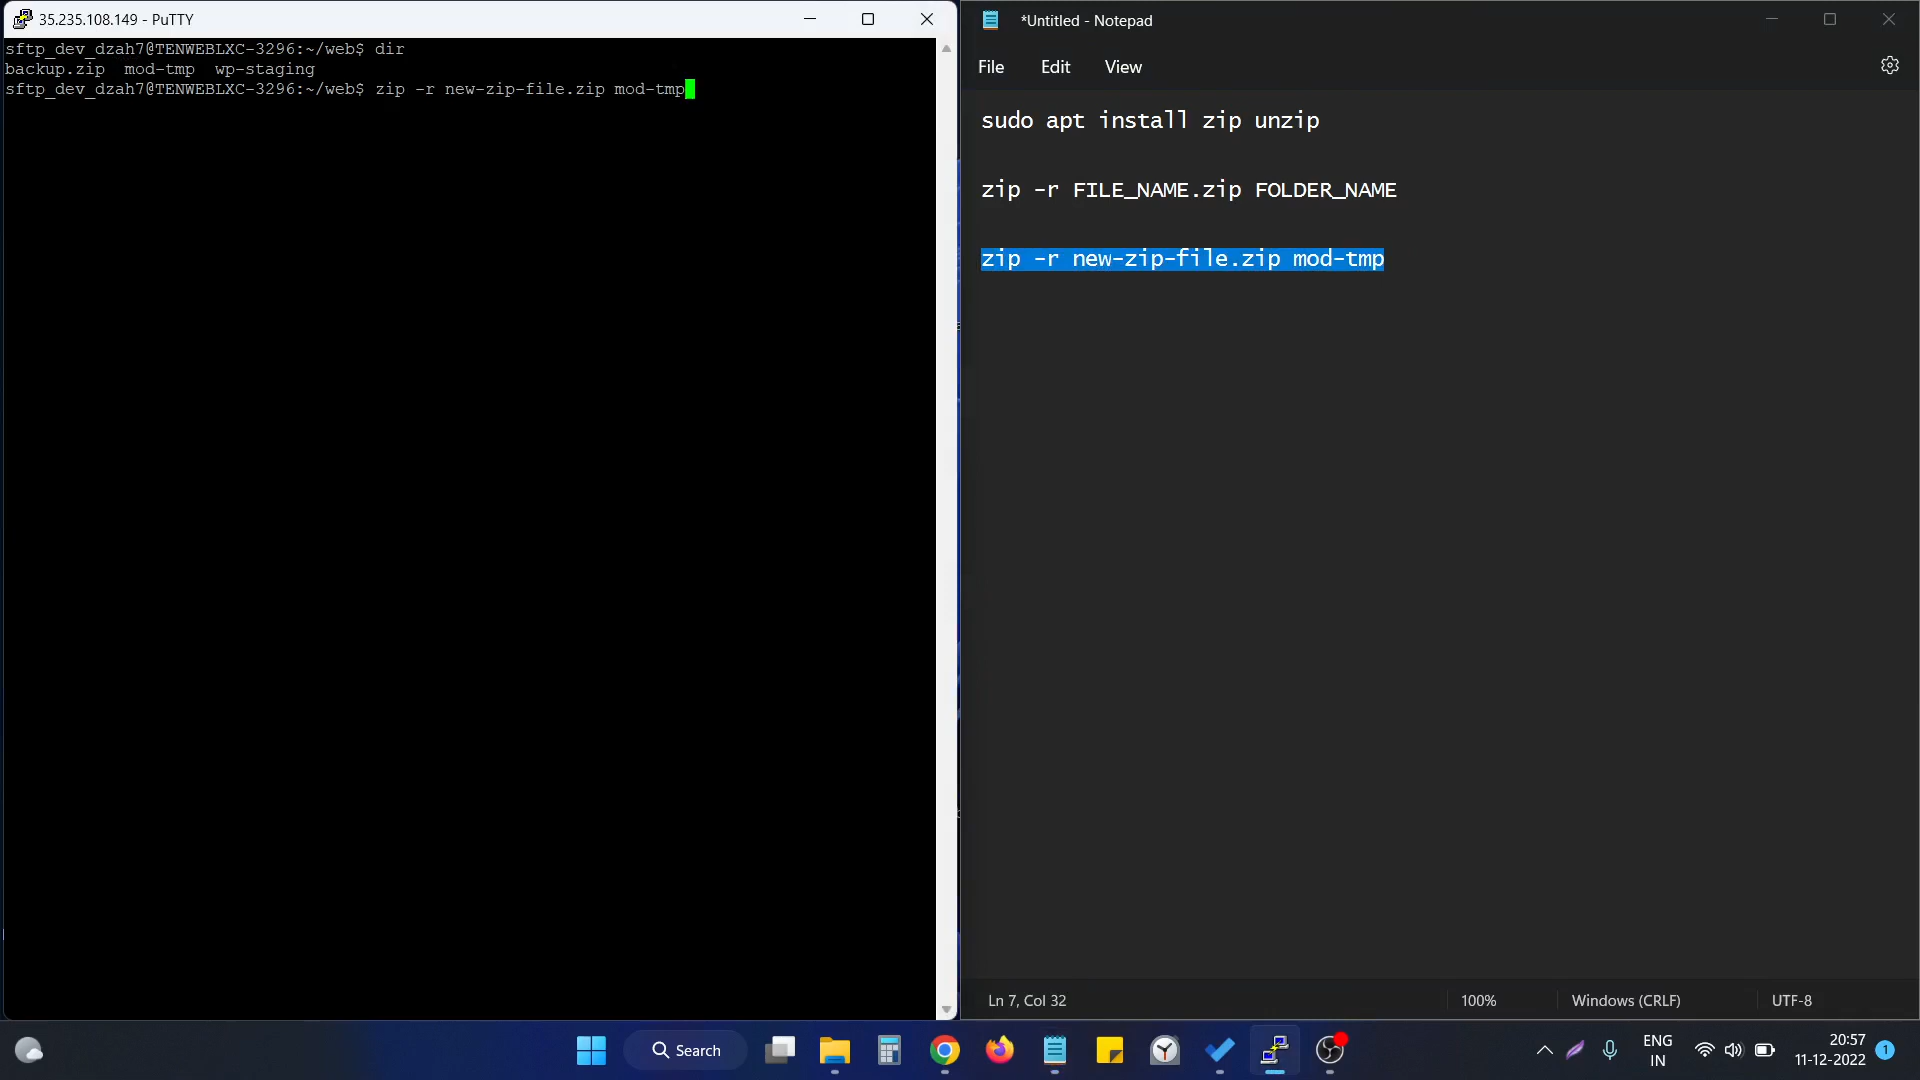 35.235.108.149 - PuTTY
sftp_dev_dzah7@TENWEBLXC-3296:~/web$ dir
backup.zip  mod-tmp  wp-staging
sftp_dev_dzah7@TENWEBLXC-3296:~/web$ zip -r new-zip-file.zip mod-tmp
*Untitled - Notepad
File Edit View
sudo apt install zip unzip
zip -r FILE_NAME.zip FOLDER_NAME
zip -r new-zip-file.zip mod-tmp
Ln 7, Col 32
100%
Windows (CRLF)
UTF-8
Search
ENG
IN
20:57
11-12-2022
1